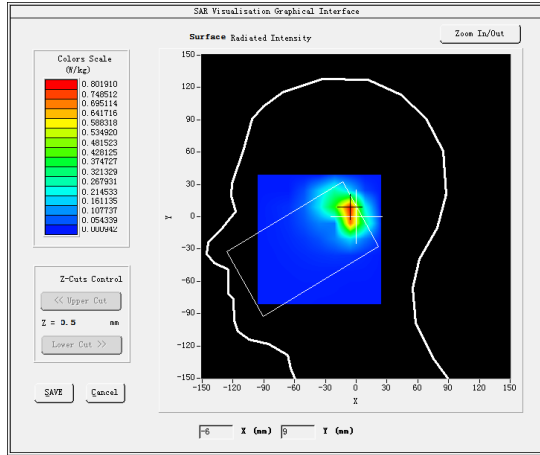 SAR Visualisation Graphical Interface
Surface Radiated Intensity
Zoom In/Out
Colors Scale
(W/kg)
0.801910
0.748512
0.695114
0.641716
0.588318
0.534920
0.481523
0.428125
0.374727
0.321329
0.267931
0.214533
0.161135
0.107737
0.054339
0.000942
Z-Cuts Control
<< Upper Cut
Z = 0.5 mm
Lower Cut >>
SAVE Cancel
150
120
90
60
30
0
-30
-60
-90
-120
-150
Y
-150 -120 -90 -60 -30 0 30 60 90 120 150
X
-6 X (mm) 9 Y (mm)